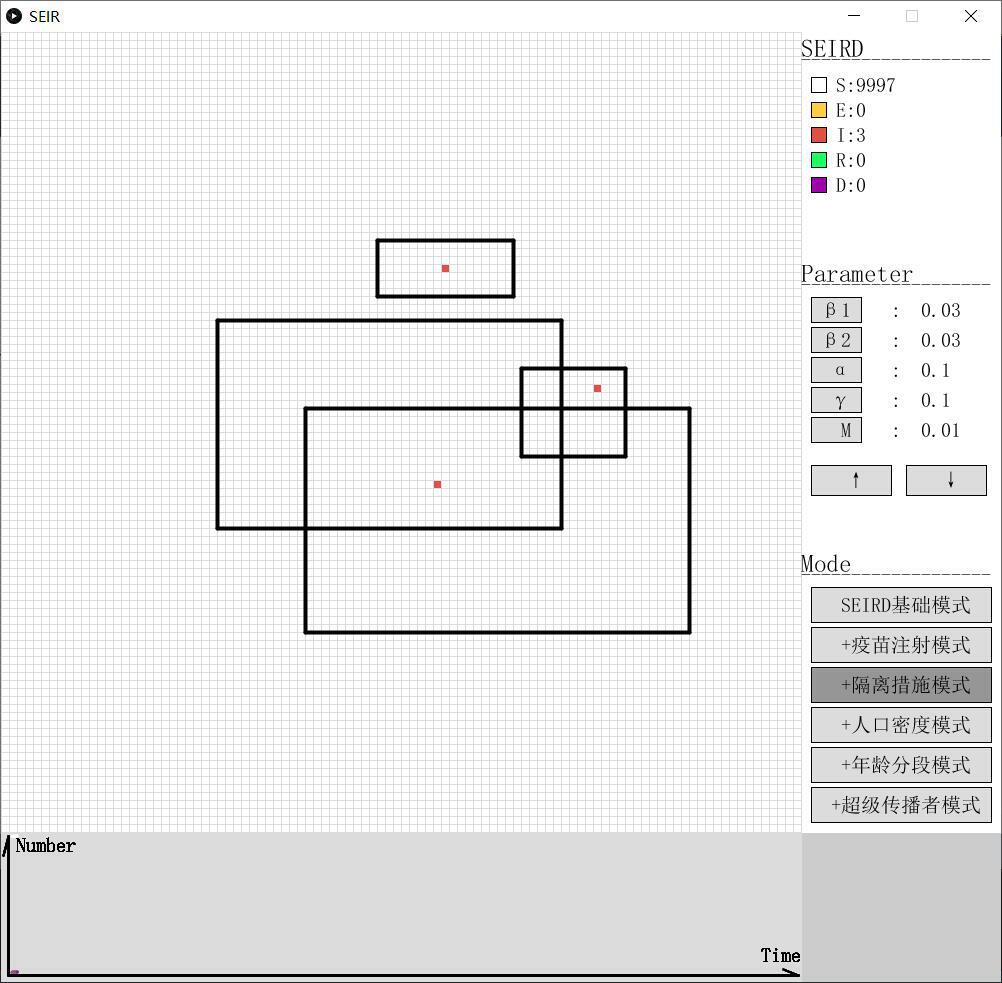 SEIR
SEIRD
S:9997
E:0
I:3
R:0
D:0
Parameter
β1 : 0.03
β2 : 0.03
α : 0.1
γ : 0.1
M : 0.01
↑ ↓
Mode
SEIRD基础模式
+疫苗注射模式
+隔离措施模式
+人口密度模式
+年龄分段模式
+超级传播者模式
Number
Time